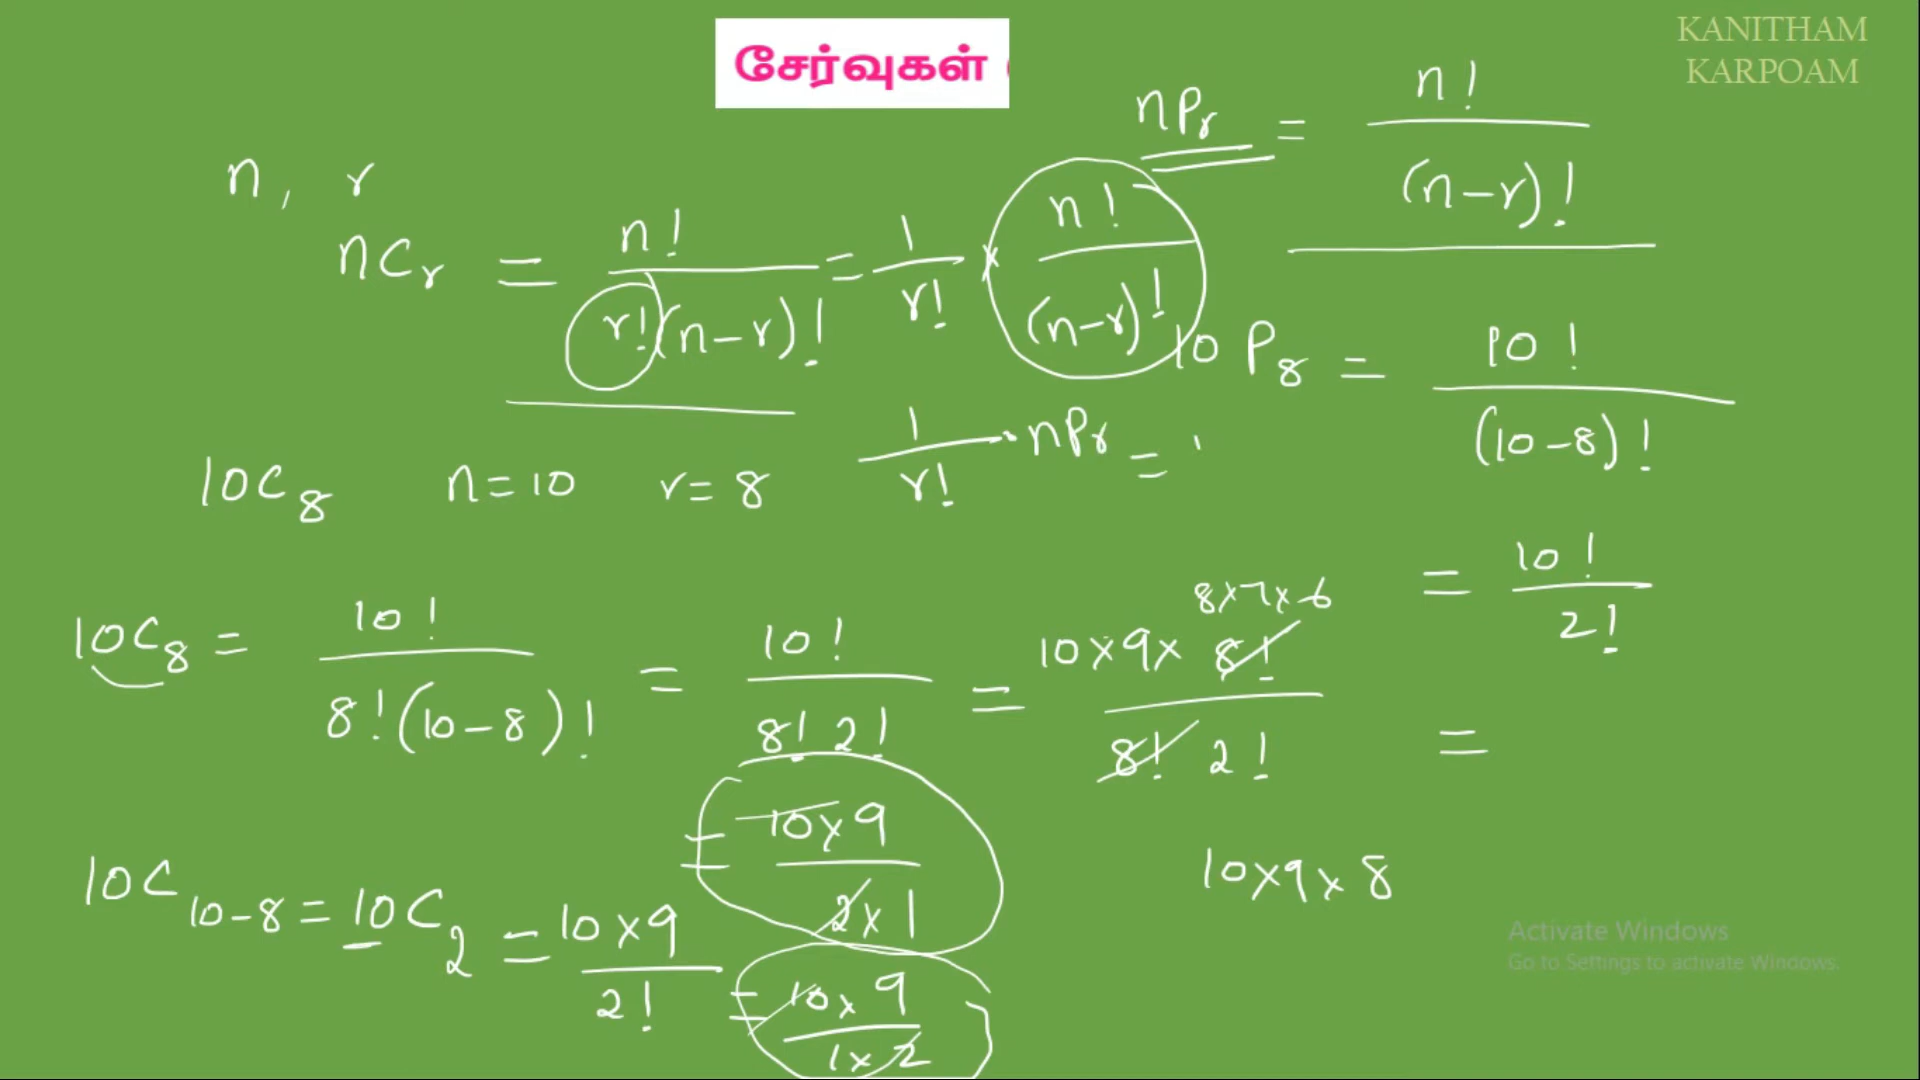 KANITHAM
KARPOAM
சேர்வுகள்
nPr = n! / (n-r)!
n, r
nCr = n! / r!(n-r)! = 1/r! × n! / (n-r)!
10P8 = 10! / (10-8)!
1/r! · nPr =
10C8 n=10 r=8
= 10! / 2!
10C8 = 10! / 8!(10-8)! = 10! / 8! 2! = 10×9×8! / 8! 2!
8×7×6
=
= 10×9 / 2×1
10×9×8
10C10-8 = 10C2 = 10×9 / 2! = 10×9 / 1×2
Activate Windows
Go to Settings to activate Windows.